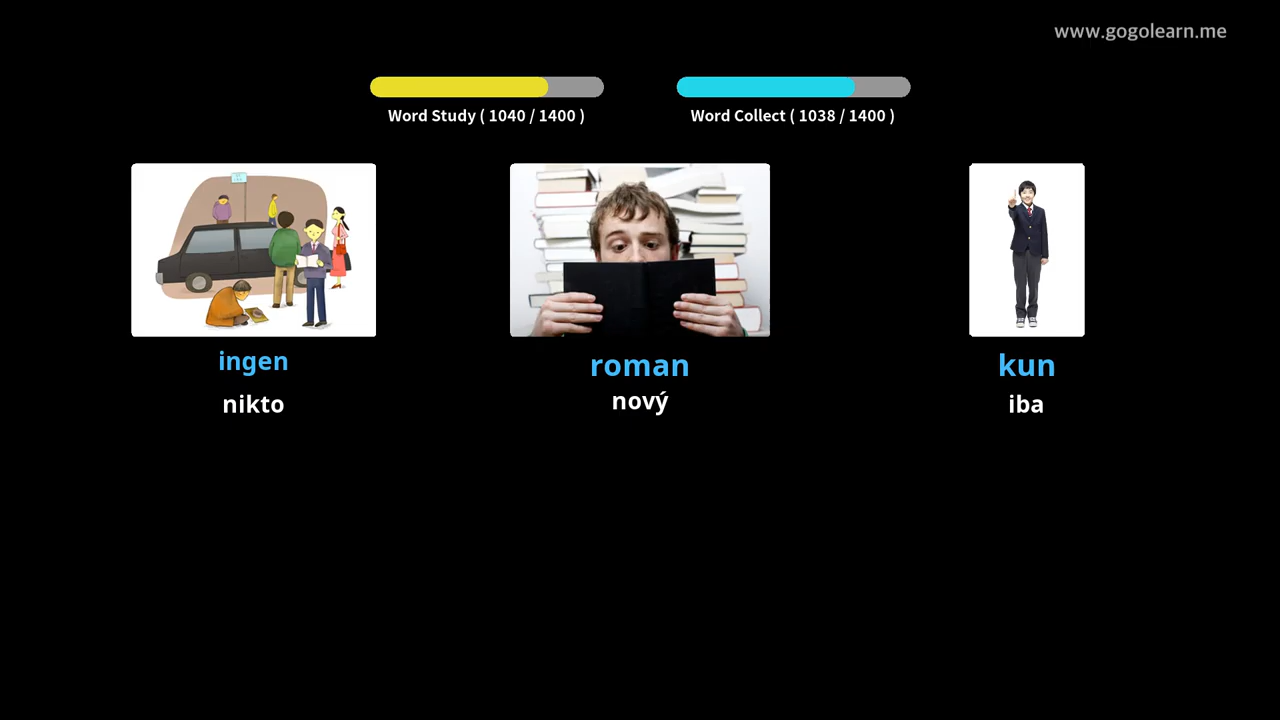 www.gogolearn.me
Word Study ( 1040 / 1400 )
Word Collect ( 1038 / 1400 )
ingen
roman
kun
nikto
nový
iba